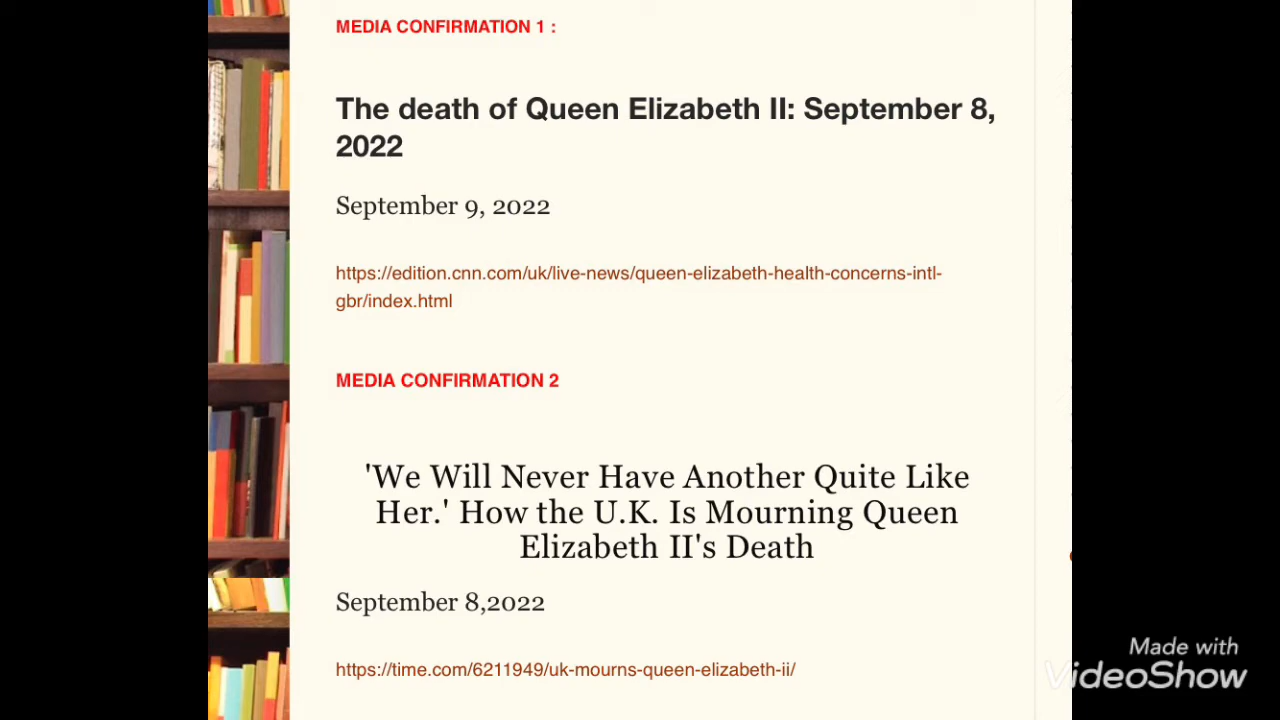 MEDIA CONFIRMATION 1 :
The death of Queen Elizabeth II: September 8,
2022
September 9, 2022
https://edition.cnn.com/uk/live-news/queen-elizabeth-health-concerns-intl-
gbr/index.html
MEDIA CONFIRMATION 2
'We Will Never Have Another Quite Like
Her.' How the U.K. Is Mourning Queen
Elizabeth II's Death
September 8,2022
https://time.com/6211949/uk-mourns-queen-elizabeth-ii/
Made with
VideoShow